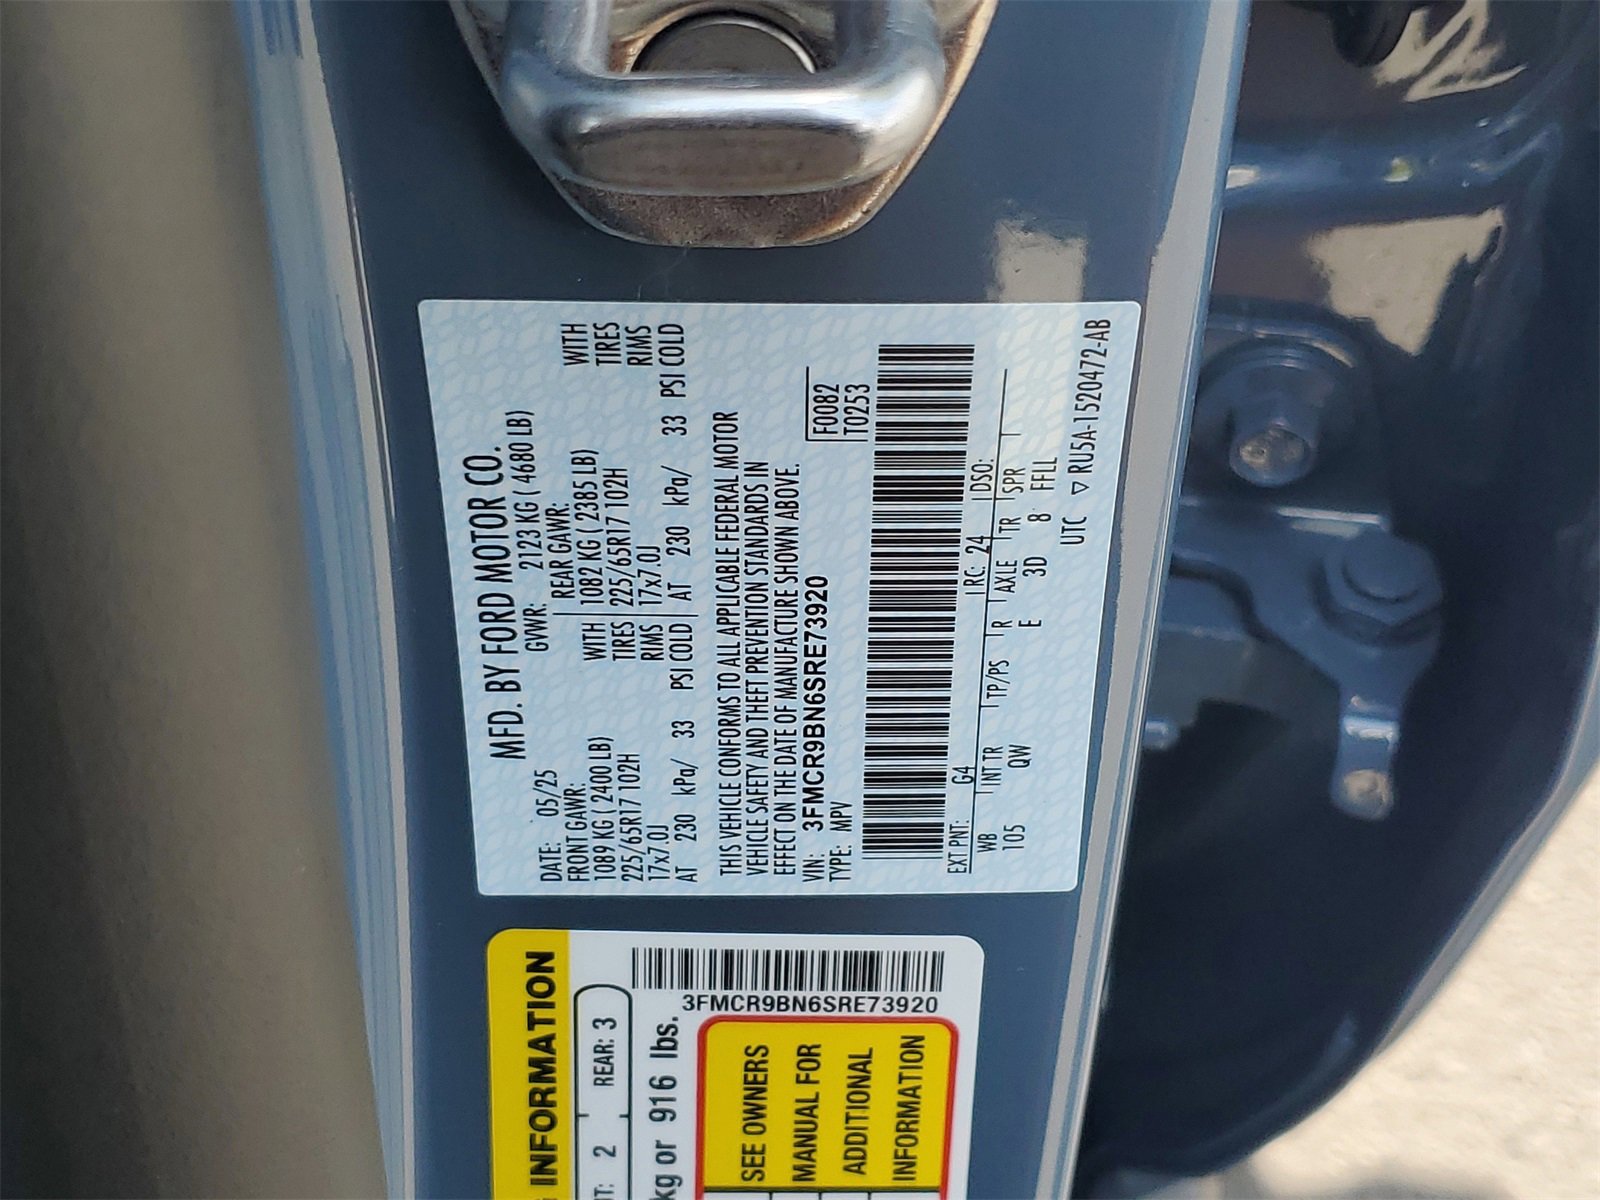 MFD. BY FORD MOTOR CO.
DATE: 05/25 GVWR: 2123 KG ( 4680 LB)
FRONT GAWR: REAR GAWR:
1089 KG ( 2400 LB) WITH 1082 KG ( 2385 LB) WITH
225/65R17 102H TIRES 225/65R17 102H TIRES
17x7.0J RIMS 17x7.0J RIMS
AT 230 kPa/ 33 PSI COLD AT 230 kPa/ 33 PSI COLD
THIS VEHICLE CONFORMS TO ALL APPLICABLE FEDERAL MOTOR
VEHICLE SAFETY AND THEFT PREVENTION STANDARDS IN
EFFECT ON THE DATE OF MANUFACTURE SHOWN ABOVE.
VIN: 3FMCR9BN6SRE73920 F0082
TYPE: MPV T0253
EXT PNT: G4 RC: 24 DSO:
WB INT TR TP/PS R AXLE TR SPR
105 QW E 3D 8 FFLL
UTC ▽ RU5A-1520472-AB
INFORMATION
2 REAR: 3
kg or 916 lbs.
3FMCR9BN6SRE73920
SEE OWNERS
MANUAL FOR
ADDITIONAL
INFORMATION